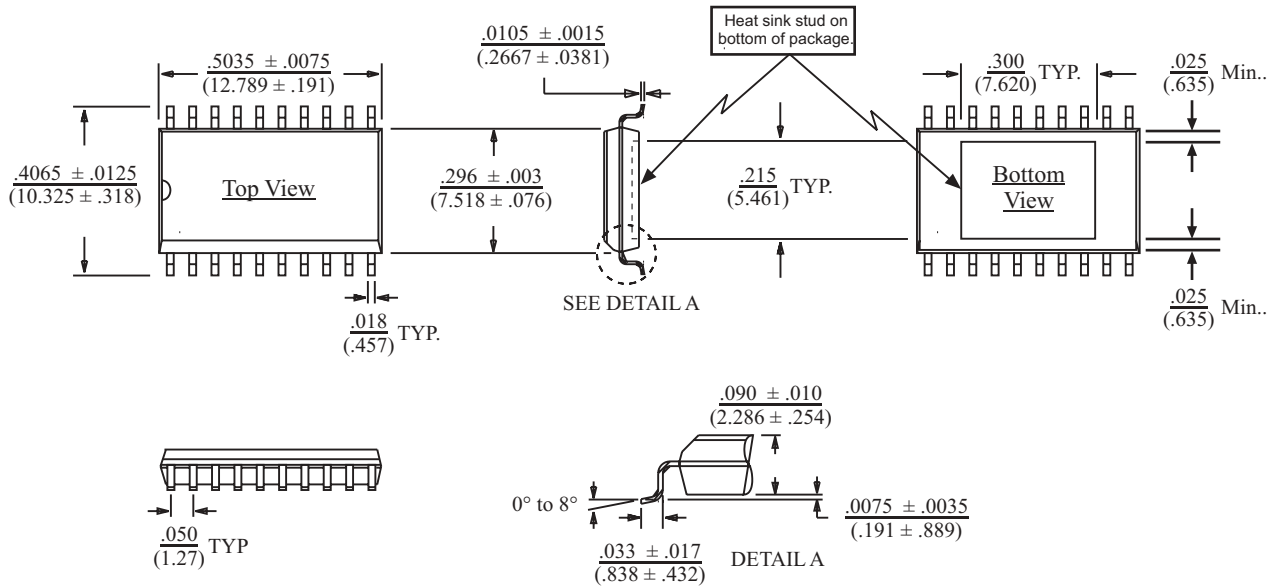 Heat sink stud on
bottom of package.
.0105 ± .0015
(.2667 ± .0381)
.5035 ± .0075
(12.789 ± .191)
.300 TYP.
(7.620)
.025 Min..
(.635)
.4065 ± .0125
(10.325 ± .318)
Top View
.296 ± .003
(7.518 ± .076)
.215 TYP.
(5.461)
Bottom
View
SEE DETAIL A
.018 TYP.
(.457)
.025 Min..
(.635)
.090 ± .010
(2.286 ± .254)
0° to 8°
.0075 ± .0035
(.191 ± .889)
.050 TYP
(1.27)
.033 ± .017
(.838 ± .432)
DETAIL A